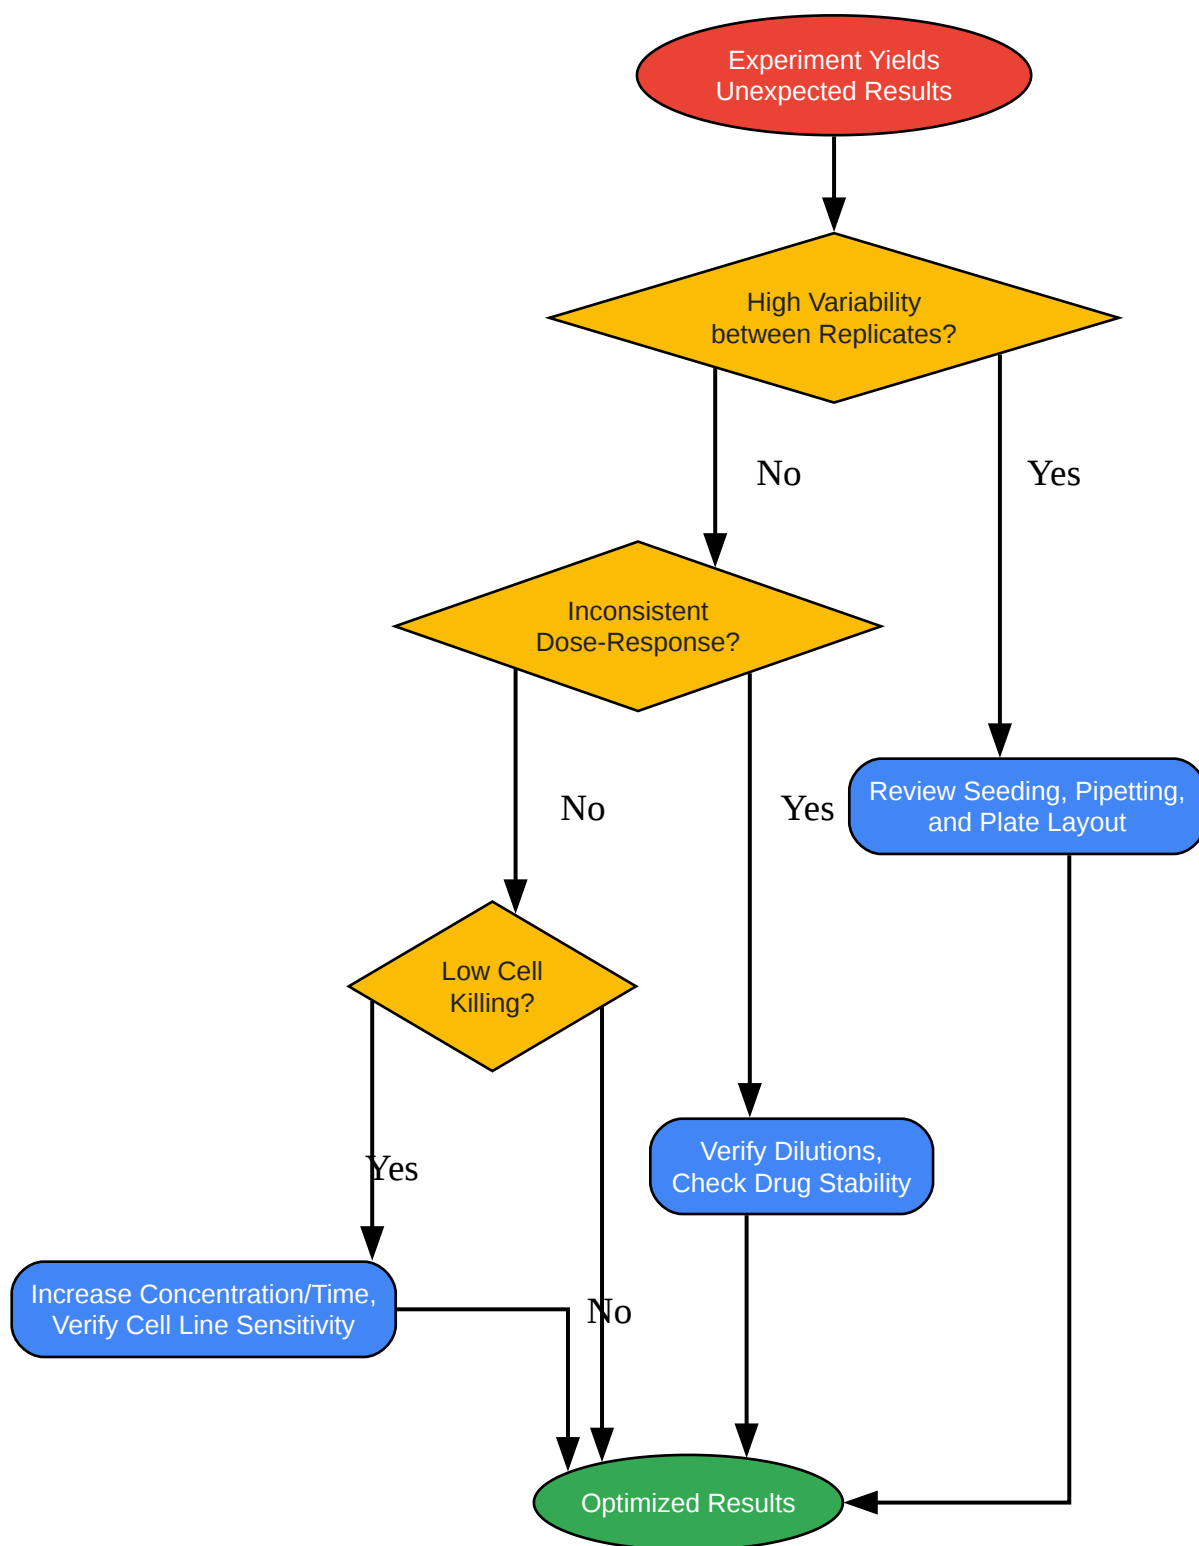 Experiment Yields
Unexpected Results
High Variability
between Replicates?
No
Yes
Inconsistent
Dose-Response?
No
Yes
Review Seeding, Pipetting,
and Plate Layout
Low Cell
Killing?
Yes
Verify Dilutions,
Check Drug Stability
Increase Concentration/Time,
Verify Cell Line Sensitivity
No
Optimized Results